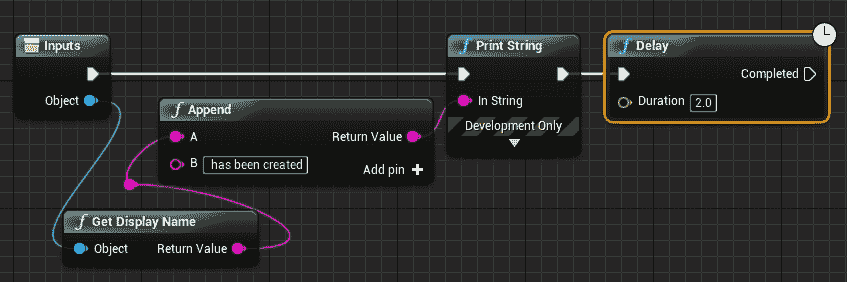 Inputs
Object
Append
A
Return Value
B has been created
Add pin
Get Display Name
Object Return Value
Print String
In String
Development Only
Delay
Completed
Duration 2.0